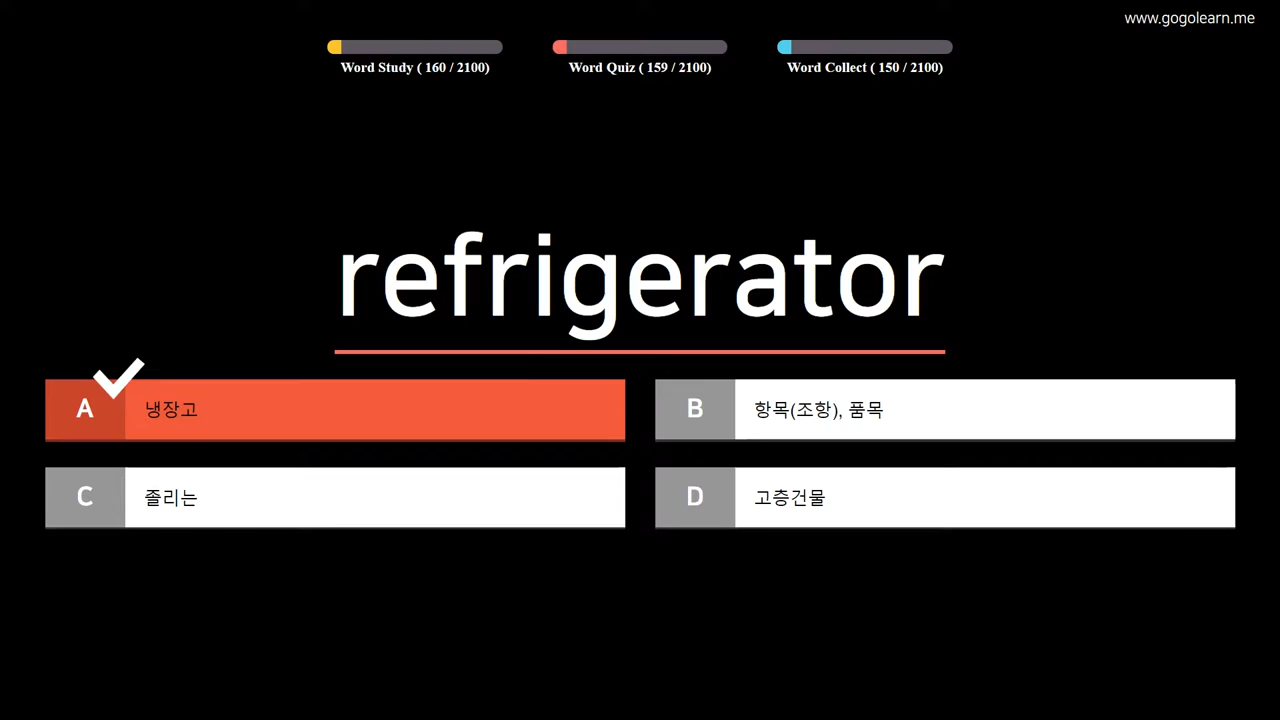 www.gogolearn.me
Word Study ( 160 / 2100)
Word Quiz ( 159 / 2100)
Word Collect ( 150 / 2100)
refrigerator
A 냉장고
B 항목(조항), 품목
C 졸리는
D 고층건물